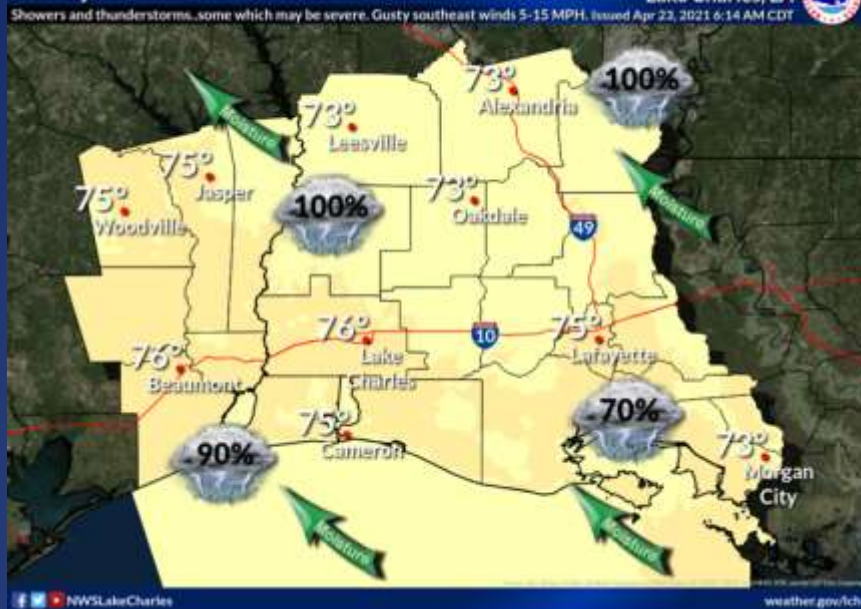 Lake Charles, LA
Showers and thunderstorms..some which may be severe. Gusty southeast winds 5-15 MPH. Issued Apr 23, 2021 6:14 AM CDT
73°
Alexandria
100%
Moisture
73°
Leesville
75°
Jasper
75°
Woodville
100%
73°
Oakdale
Moisture
49
76°
Lake
Charles
10
75°
Lafayette
76°
Beaumont
75°
Cameron
70%
90%
73°
Morgan
City
Moisture
Moisture
NWSLakeCharles
weather.gov/lch